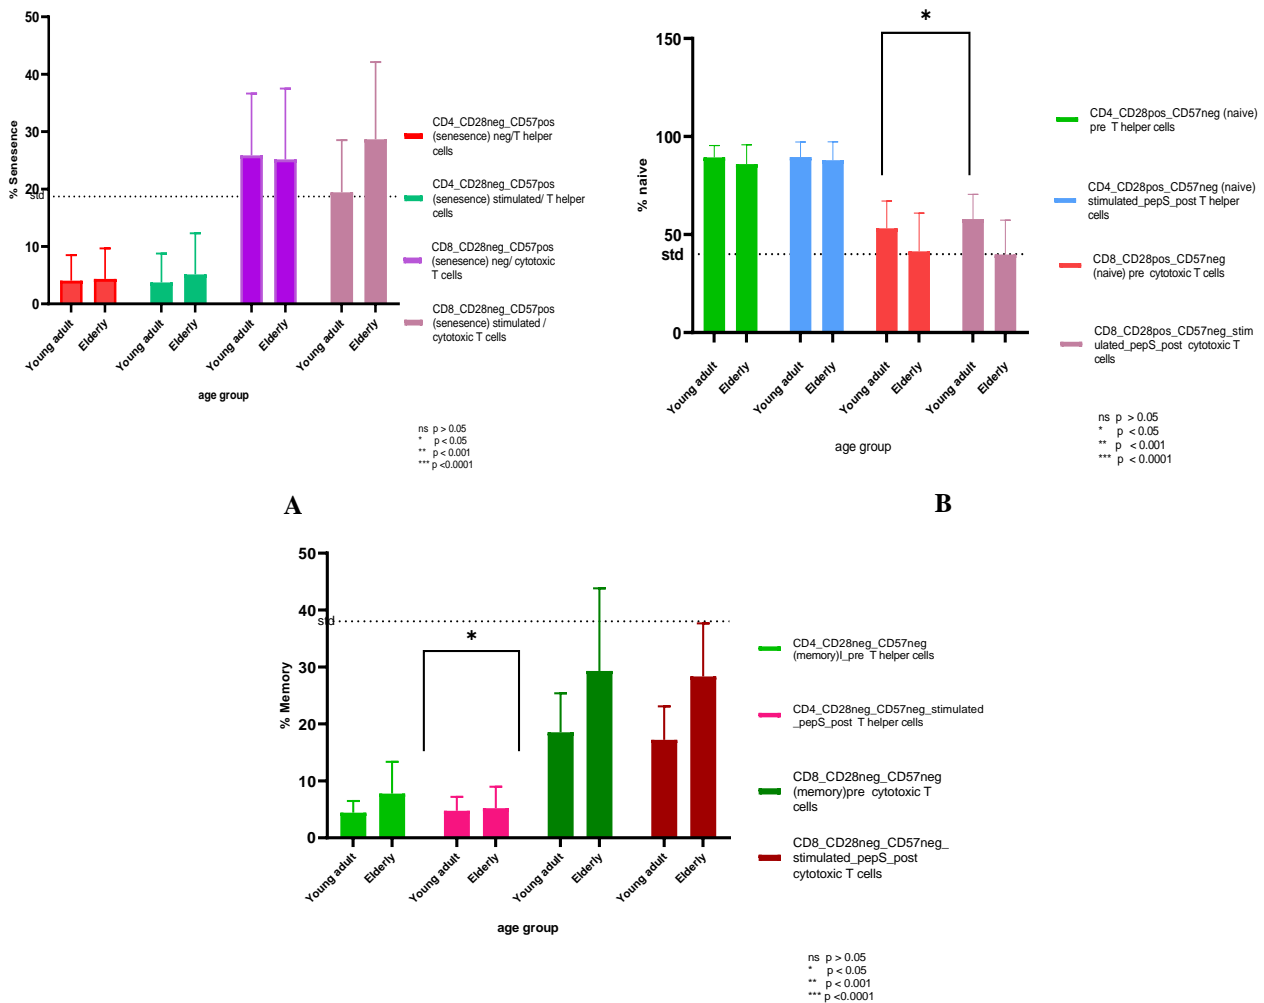 50
40
30
20
10
0
% Senesence
std
Young adult
Elderly
Young adult
Elderly
Young adult
Elderly
Young adult
Elderly
age group
CD4_CD28neg_CD57pos
(senesence) neg/T helper
cells
CD4_CD28neg_CD57pos
(senesence) stimulated/ T helper
cells
CD8_CD28neg_CD57pos
(senesence) neg/ cytotoxic
T cells
CD8_CD28neg_CD57pos
(senesence) stimulated /
cytotoxic T cells
ns p > 0.05
* p < 0.05
** p < 0.001
*** p <0.0001
A
150
100
50
0
% naive
std
*
Young adult
Elderly
Young adult
Elderly
Young adult
Elderly
Young adult
Elderly
age group
CD4_CD28pos_CD57neg (naive)
pre T helper cells
CD4_CD28pos_CD57neg (naive)
stimulated_pepS_post T helper
cells
CD8_CD28pos_CD57neg
(naive) pre cytotoxic T cells
CD8_CD28pos_CD57neg_stim
ulated_pepS_post cytotoxic T
cells
ns p > 0.05
* p < 0.05
** p < 0.001
*** p < 0.0001
B
50
40
30
20
10
0
% Memory
std
*
Young adult
Elderly
Young adult
Elderly
Young adult
Elderly
Young adult
Elderly
age group
CD4_CD28neg_CD57neg
(memory)l_pre T helper cells
CD4_CD28neg_CD57neg_stimulated
_pepS_post T helper cells
CD8_CD28neg_CD57neg
(memory)pre cytotoxic T
cells
CD8_CD28neg_CD57neg_
stimulated_pepS_post
cytotoxic T cells
ns p > 0.05
* p < 0.05
** p < 0.001
*** p <0.0001